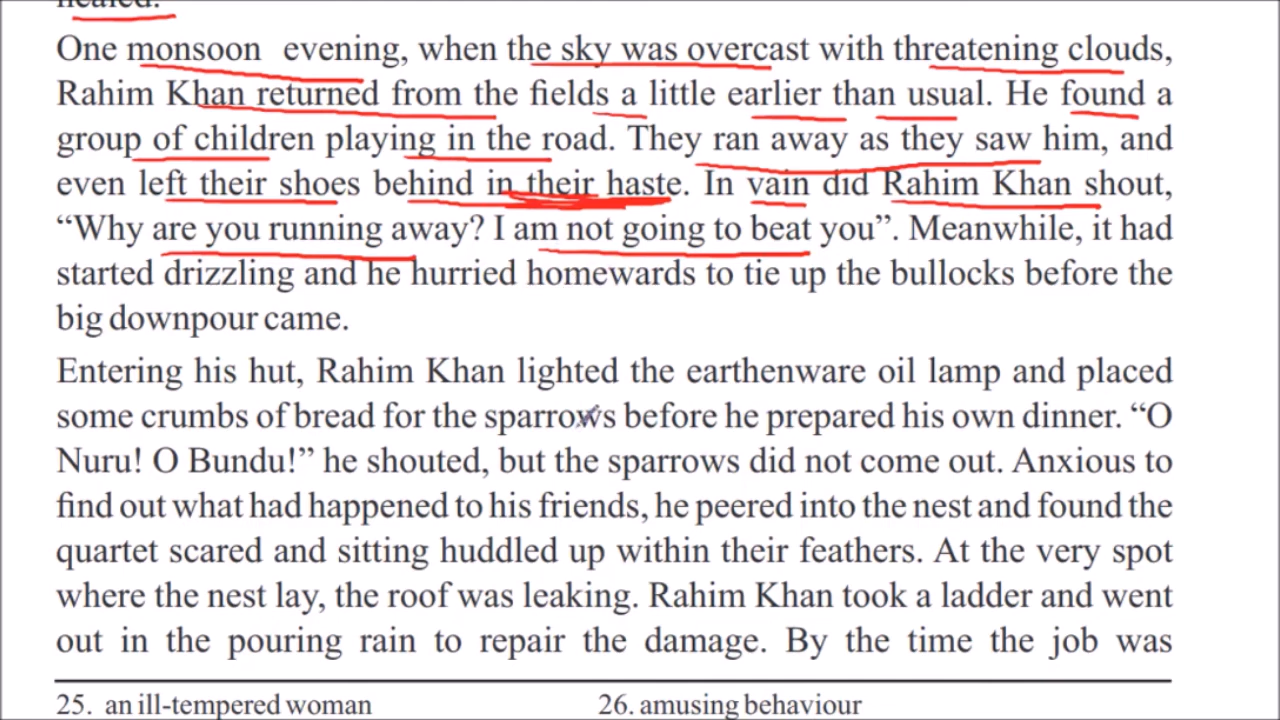 healed.
One monsoon evening, when the sky was overcast with threatening clouds,
Rahim Khan returned from the fields a little earlier than usual. He found a
group of children playing in the road. They ran away as they saw him, and
even left their shoes behind in their haste. In vain did Rahim Khan shout,
“Why are you running away? I am not going to beat you”. Meanwhile, it had
started drizzling and he hurried homewards to tie up the bullocks before the
big downpour came.
Entering his hut, Rahim Khan lighted the earthenware oil lamp and placed
some crumbs of bread for the sparrows before he prepared his own dinner. “O
Nuru! O Bundu!” he shouted, but the sparrows did not come out. Anxious to
find out what had happened to his friends, he peered into the nest and found the
quartet scared and sitting huddled up within their feathers. At the very spot
where the nest lay, the roof was leaking. Rahim Khan took a ladder and went
out in the pouring rain to repair the damage. By the time the job was
25. an ill-tempered woman 26. amusing behaviour